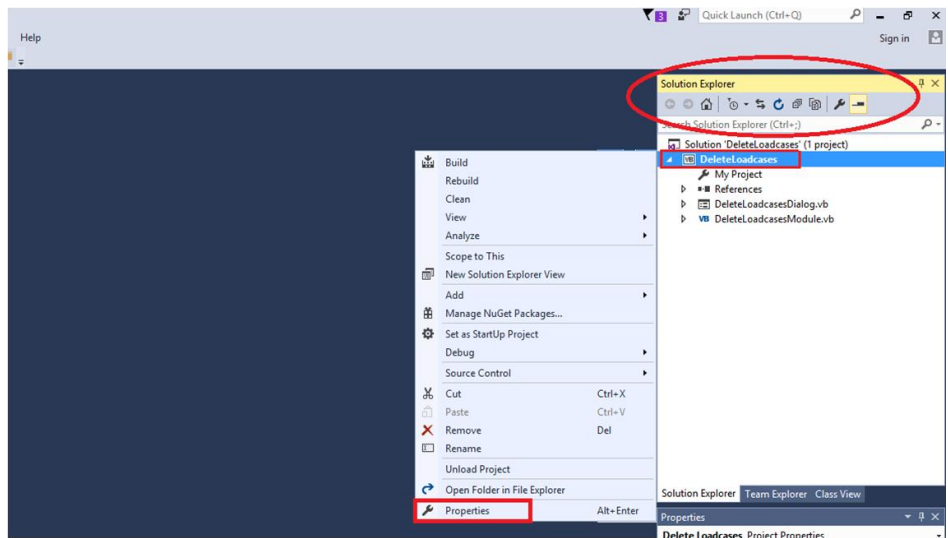 3
Quick Launch (Ctrl+Q)
Help
Sign in
Solution Explorer
Search Solution Explorer (Ctrl+;)
Solution 'DeleteLoadcases' (1 project)
VB DeleteLoadcases
My Project
References
DeleteLoadcasesDialog.vb
VB DeleteLoadcasesModule.vb
Build
Rebuild
Clean
View
Analyze
Scope to This
New Solution Explorer View
Add
Manage NuGet Packages...
Set as StartUp Project
Debug
Source Control
Cut Ctrl+X
Paste Ctrl+V
Remove Del
Rename
Unload Project
Open Folder in File Explorer
Properties Alt+Enter
Solution Explorer Team Explorer Class View
Properties
Delete Loadcases Project Properties